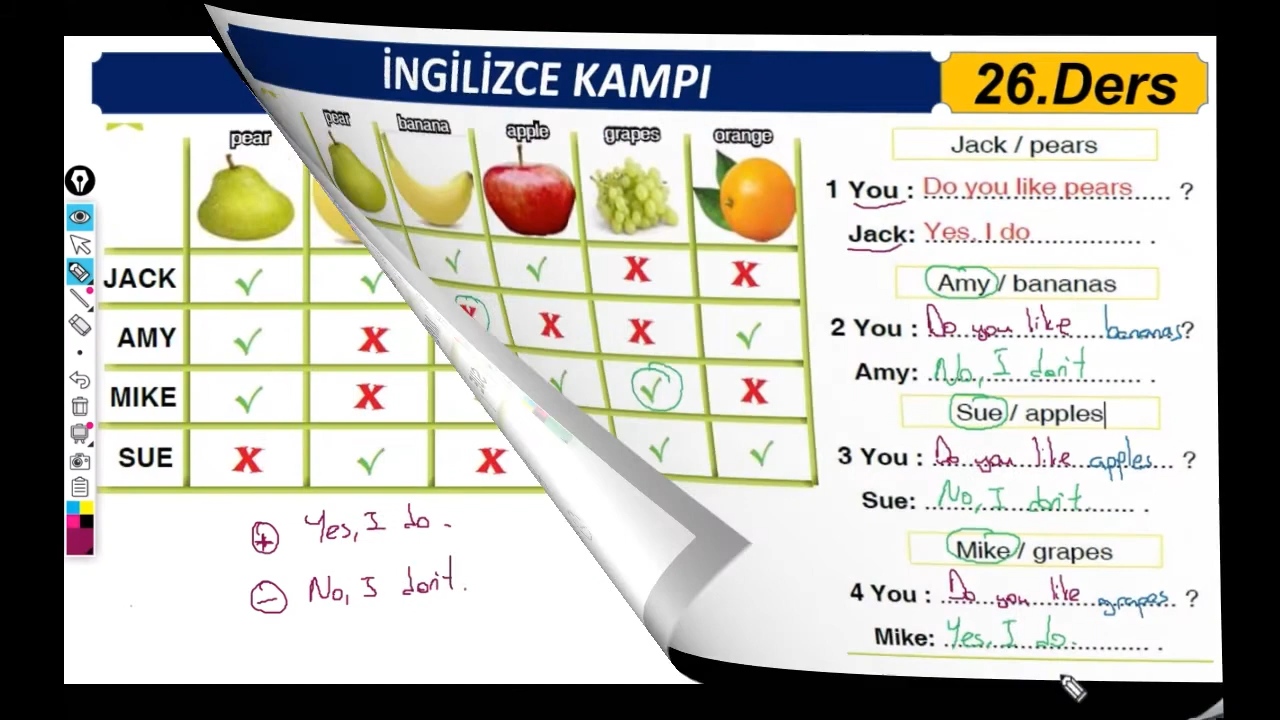 İNGİLİZCE KAMPI
26.Ders
pear
pear
banana
apple
grapes
orange
JACK
AMY
MIKE
SUE
Yes, I do.
No, I don't.
Jack / pears
1 You : Do you like pears ?
Jack: Yes, I do .
Amy / bananas
2 You : Do you like bananas?
Amy: No, I don't .
Sue / apples
3 You : Do you like apples ?
Sue: No, I don't .
Mike / grapes
4 You : Do you like grapes ?
Mike: Yes, I do. .